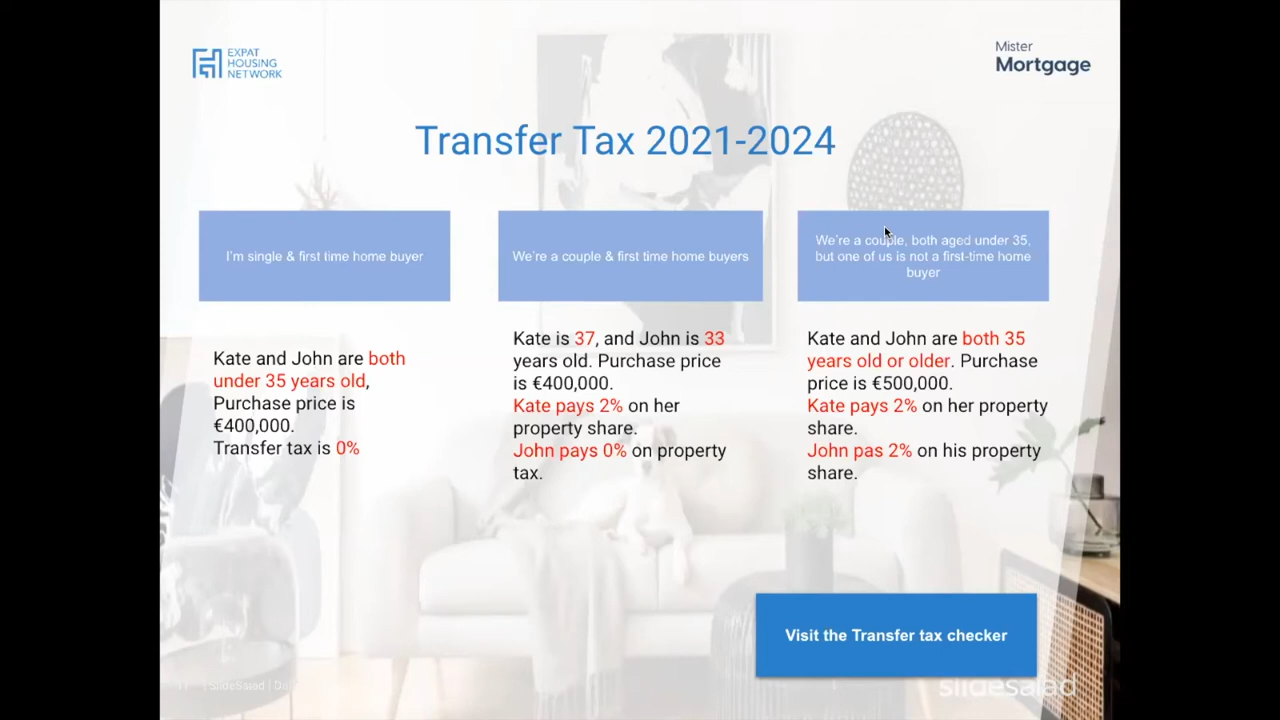 EXPAT
HOUSING
NETWORK
Mister
Mortgage
Transfer Tax 2021-2024
I'm single & first time home buyer
We're a couple & first time home buyers
We're a couple, both aged under 35,
but one of us is not a first-time home
buyer
Kate and John are both
under 35 years old,
Purchase price is
€400,000.
Transfer tax is 0%
Kate is 37, and John is 33
years old. Purchase price
is €400,000.
Kate pays 2% on her
property share.
John pays 0% on property
tax.
Kate and John are both 35
years old or older. Purchase
price is €500,000.
Kate pays 2% on her property
share.
John pas 2% on his property
share.
Visit the Transfer tax checker
| SlideSalad |
slidesalad